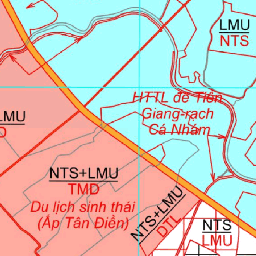 LMU
NTS
HTTL đê Tiền
Giang-rạch
Cá Nhám
LMU
D
NTS+LMU
TMD
Du lịch sinh thái
(Ấp Tân Điền)
NTS+LMU
DTL
NTS
LMU